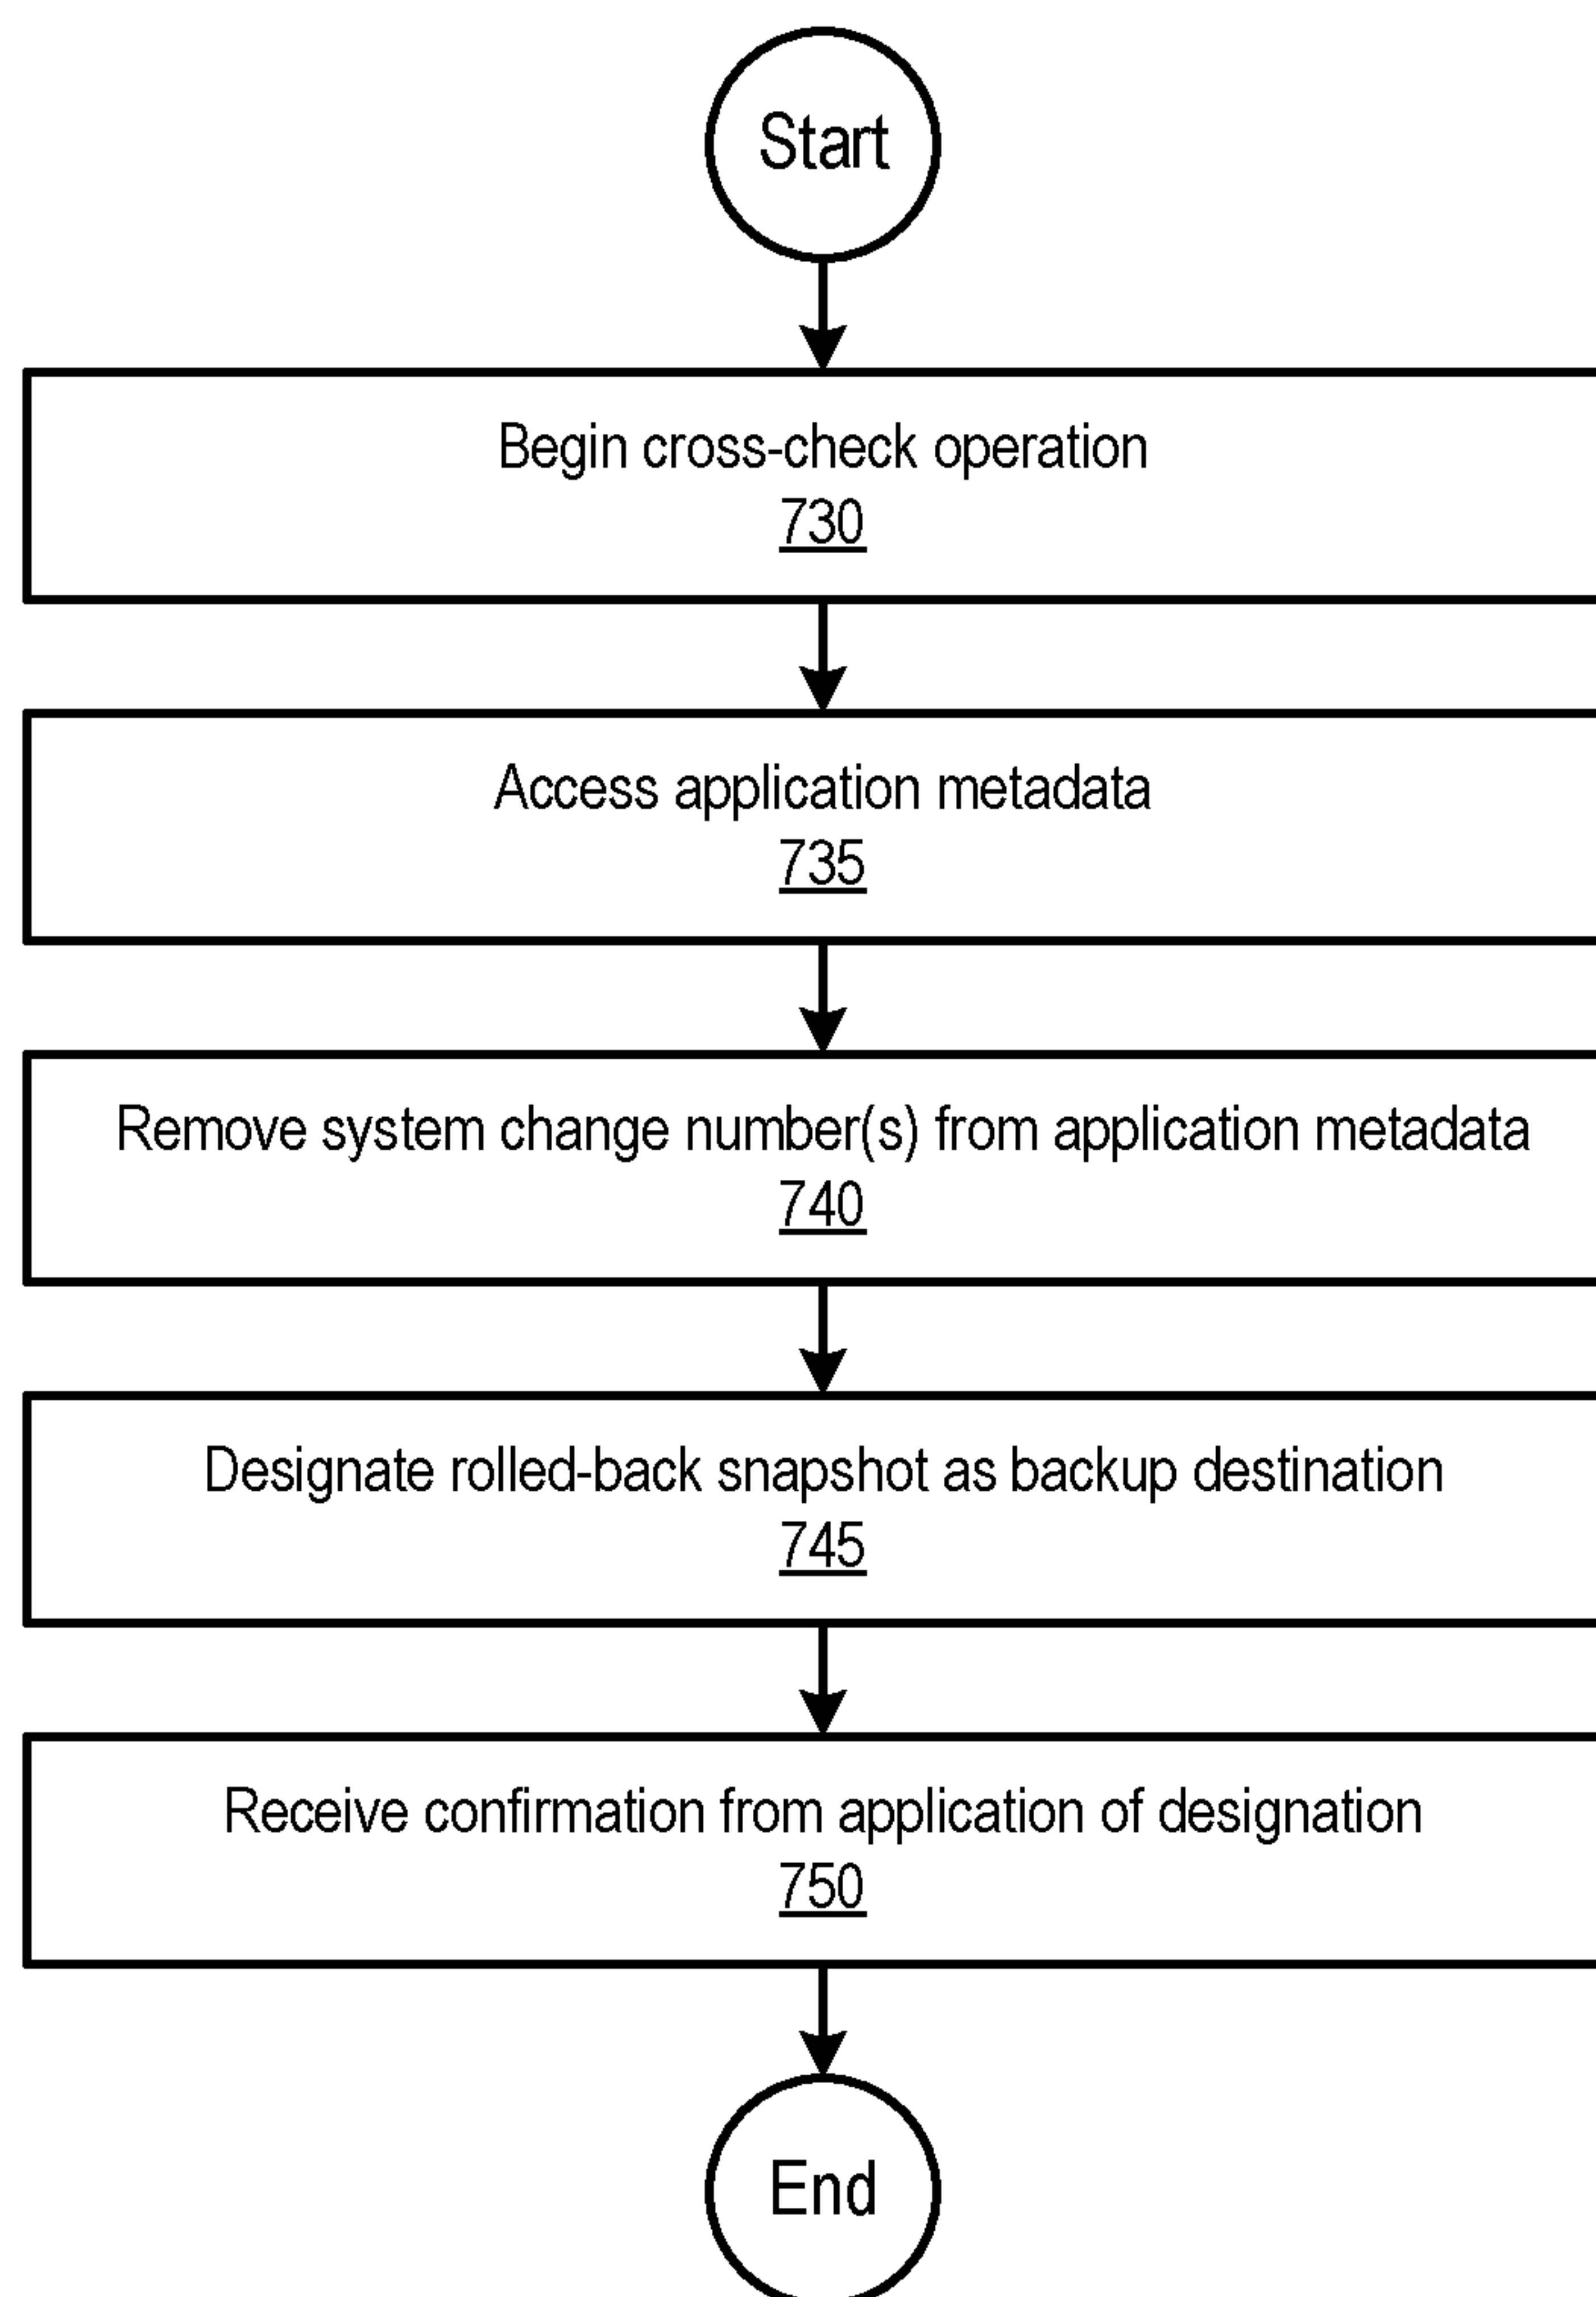 Start
Begin cross-check operation
730
Access application metadata
735
Remove system change number(s) from application metadata
740
Designate rolled-back snapshot as backup destination
745
Receive confirmation from application of designation
750
End